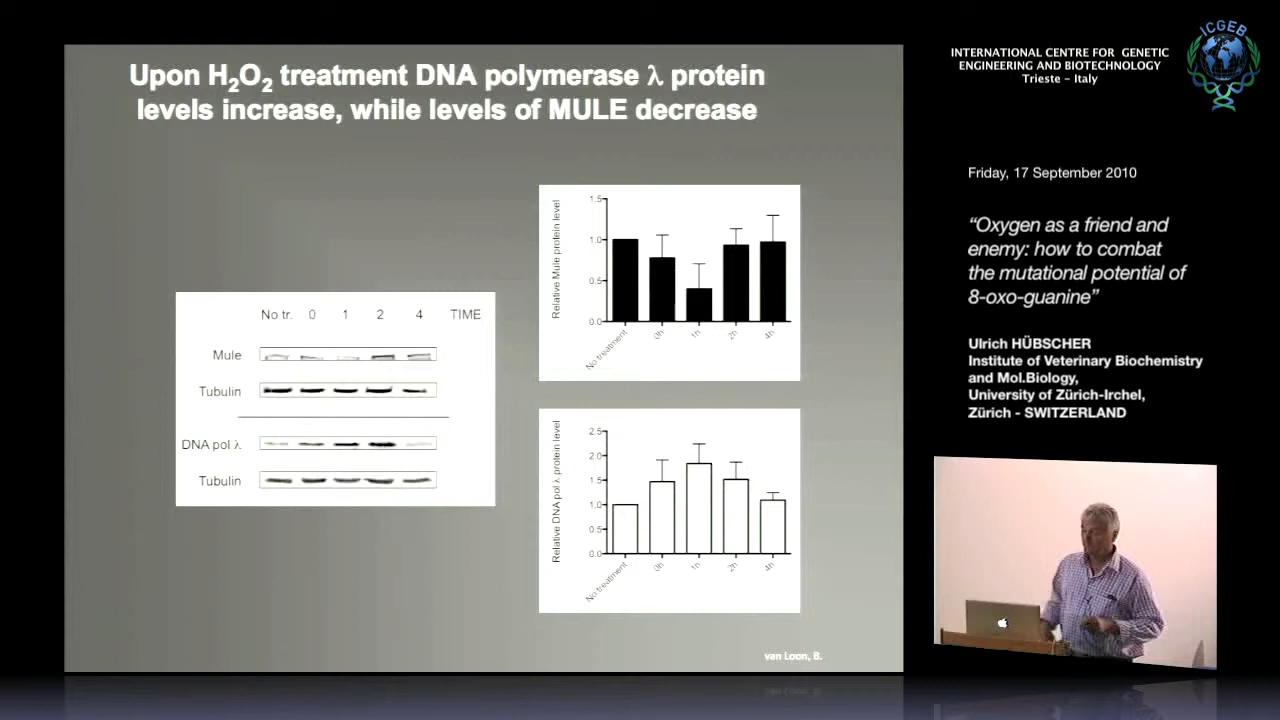 Upon H2O2 treatment DNA polymerase λ protein
levels increase, while levels of MULE decrease
No tr. 0 1 2 4 TIME
Mule
Tubulin
DNA pol λ
Tubulin
Relative Mule protein level
1.5
1.0
0.5
0.0
No treatment 0h 1h 2h 4h
Relative DNA pol λ protein level
2.5
2.0
1.5
1.0
0.5
0.0
No treatment 0h 1h 2h 4h
van Loon, B.
INTERNATIONAL CENTRE FOR GENETIC
ENGINEERING AND BIOTECHNOLOGY
Trieste - Italy
ICGEB
Friday, 17 September 2010
“Oxygen as a friend and
enemy: how to combat
the mutational potential of
8-oxo-guanine”
Ulrich HÜBSCHER
Institute of Veterinary Biochemistry
and Mol.Biology,
University of Zürich-Irchel,
Zürich - SWITZERLAND